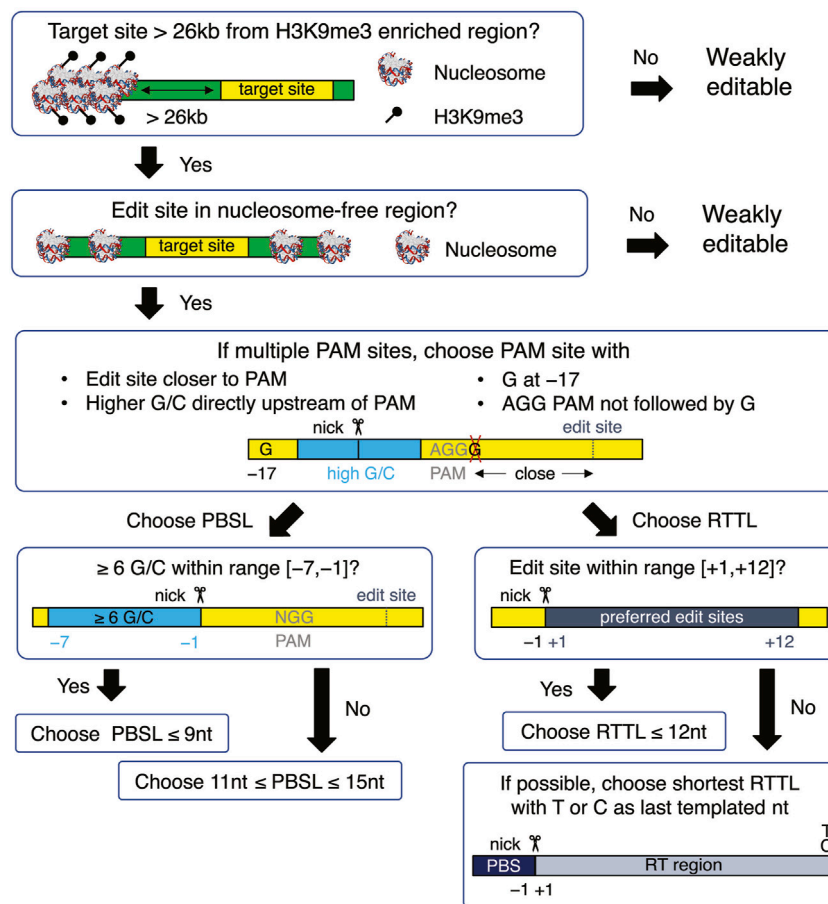 Target site > 26kb from H3K9me3 enriched region?
target site
> 26kb
Nucleosome
H3K9me3
No
Weakly
editable
Yes
Edit site in nucleosome-free region?
target site
Nucleosome
No
Weakly
editable
Yes
If multiple PAM sites, choose PAM site with
• Edit site closer to PAM
• Higher G/C directly upstream of PAM
• G at −17
• AGG PAM not followed by G
nick
edit site
G
AGG
G
−17
high G/C
PAM
close
Choose PBSL
Choose RTTL
≥ 6 G/C within range [−7,−1]?
nick
edit site
≥ 6 G/C
NGG
−7
−1
PAM
Yes
No
Choose PBSL ≤ 9nt
Choose 11nt ≤ PBSL ≤ 15nt
Edit site within range [+1,+12]?
nick
preferred edit sites
−1 +1
+12
Yes
No
Choose RTTL ≤ 12nt
If possible, choose shortest RTTL
with T or C as last templated nt
T
C
nick
PBS
RT region
−1 +1